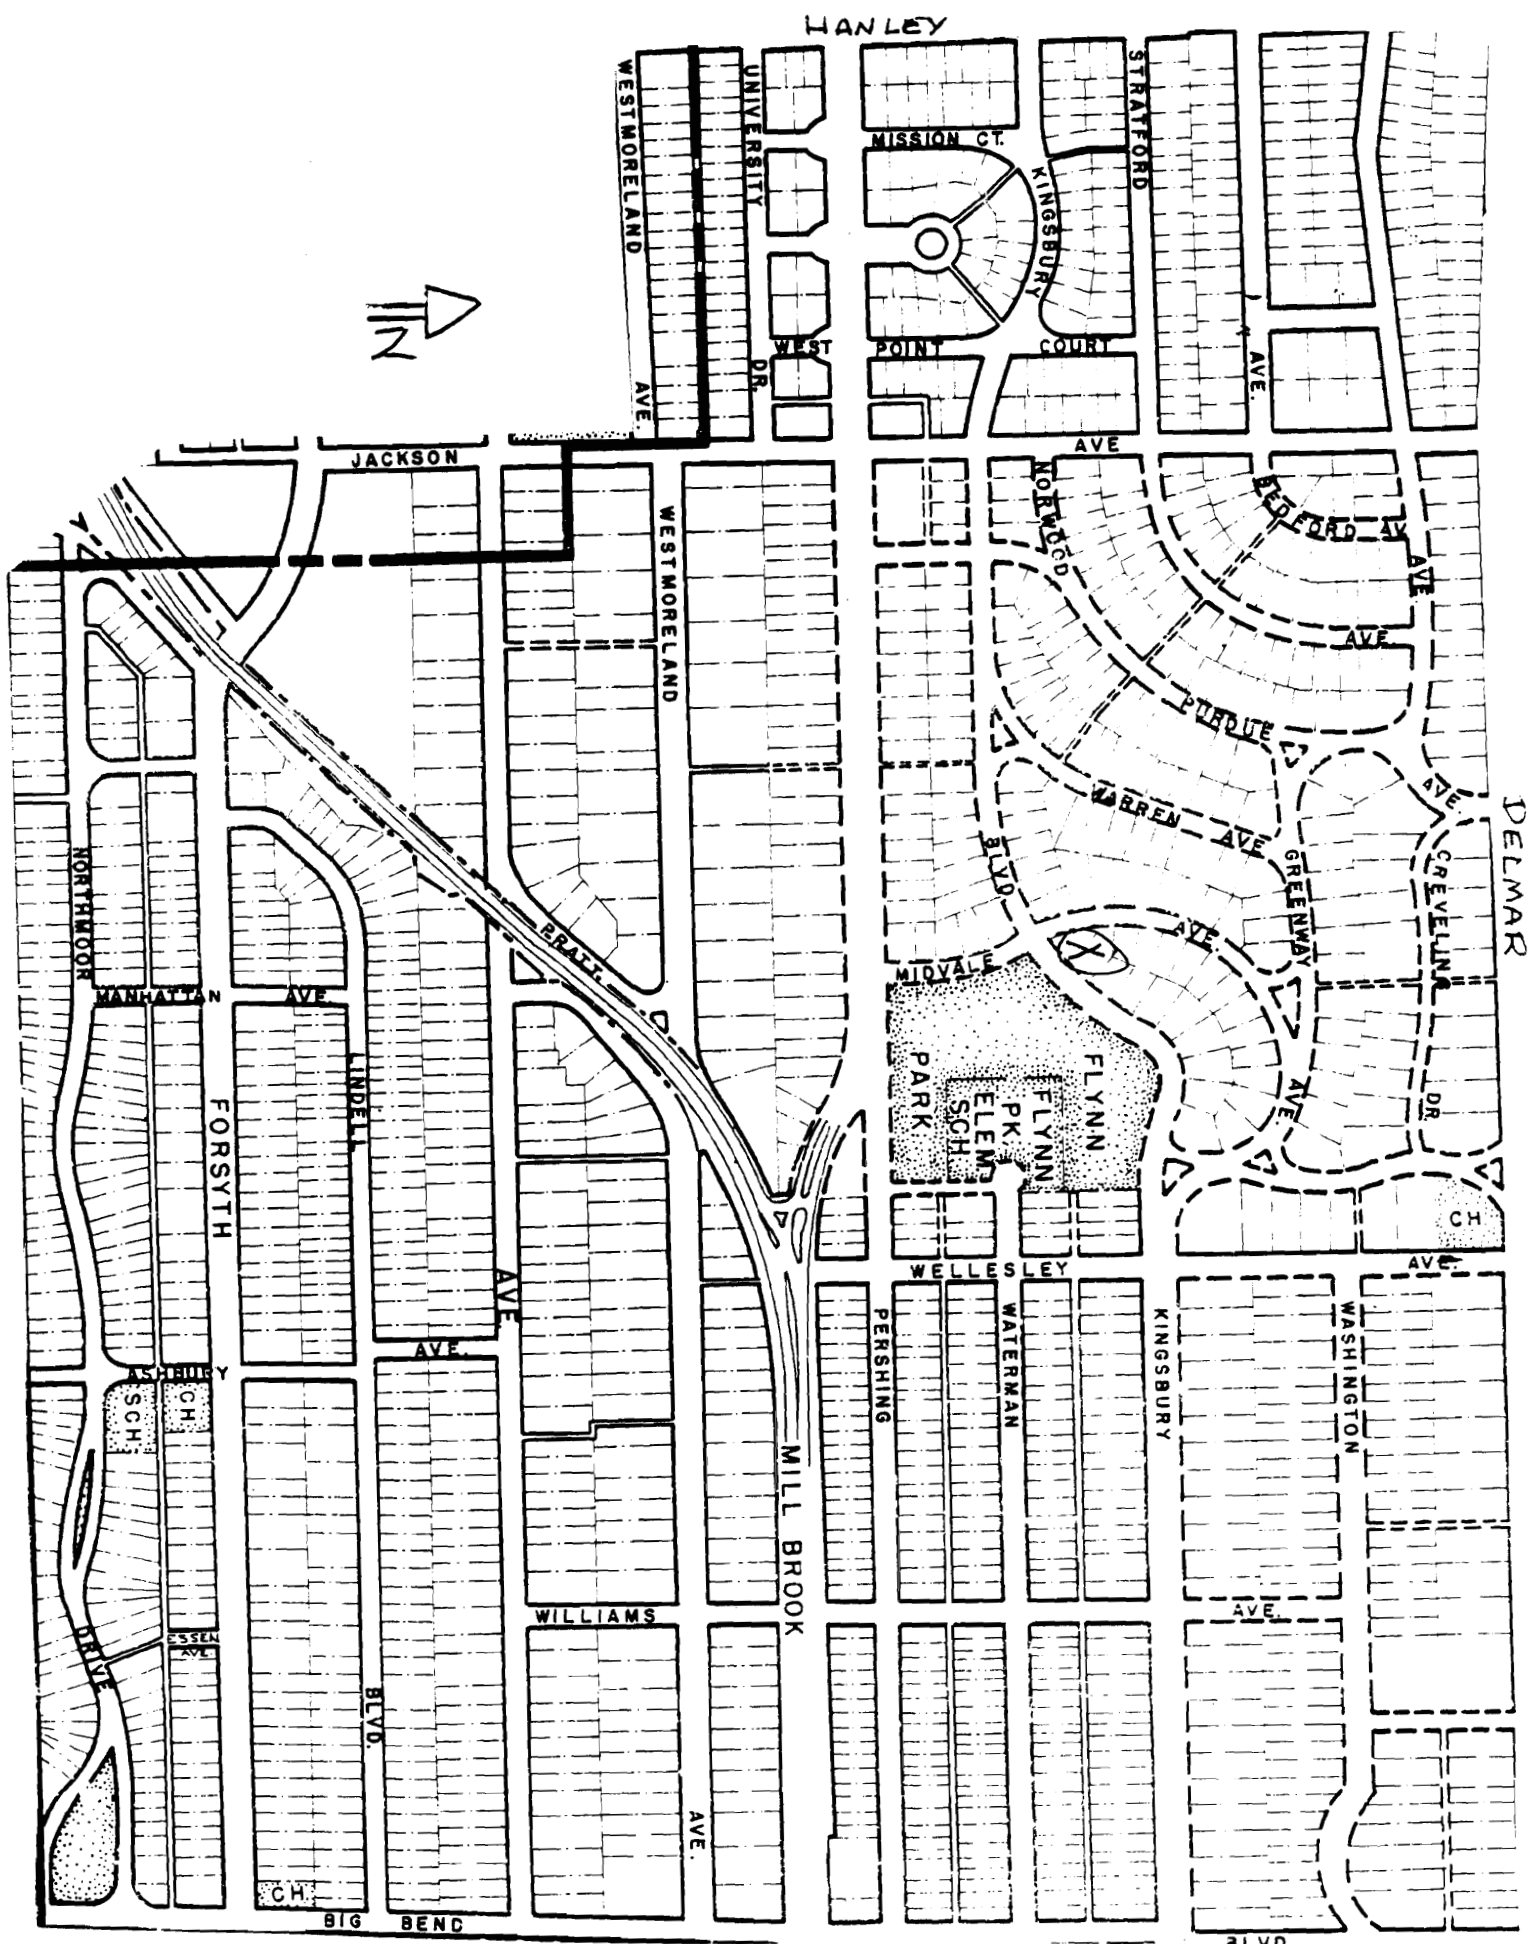 HANLEY
WESTMORELAND
AVE.
UNIVERSITY
DR.
STRATFORD
MISSION CT.
KINGSBURY
N
WEST POINT COURT
AVE.
JACKSON
AVE
NORWOOD
BEDFORD AV
AVE
WESTMORELAND
AVE.
PURDUE
AVE
WARREN AVE
DELMAR
BLVD
GREENWAY
CREVELING
NORTHMOOR
PRATT.
AVE.
MIDVALE
X
MANHATTAN AVE.
LINDELL
FORSYTH
PARK
FLYNN
PK.
ELEM
SCH.
FLYNN
AVE.
DR.
CH
WELLESLEY
AVE.
AVE.
PERSHING
WATERMAN
KINGSBURY
WASHINGTON
AVE.
ASHBURY
SCH.
CH
MILL BROOK
WILLIAMS
AVE.
ESSEN
AVE.
DRIVE
BLVD.
AVE.
CH
BIG BEND
BLVD